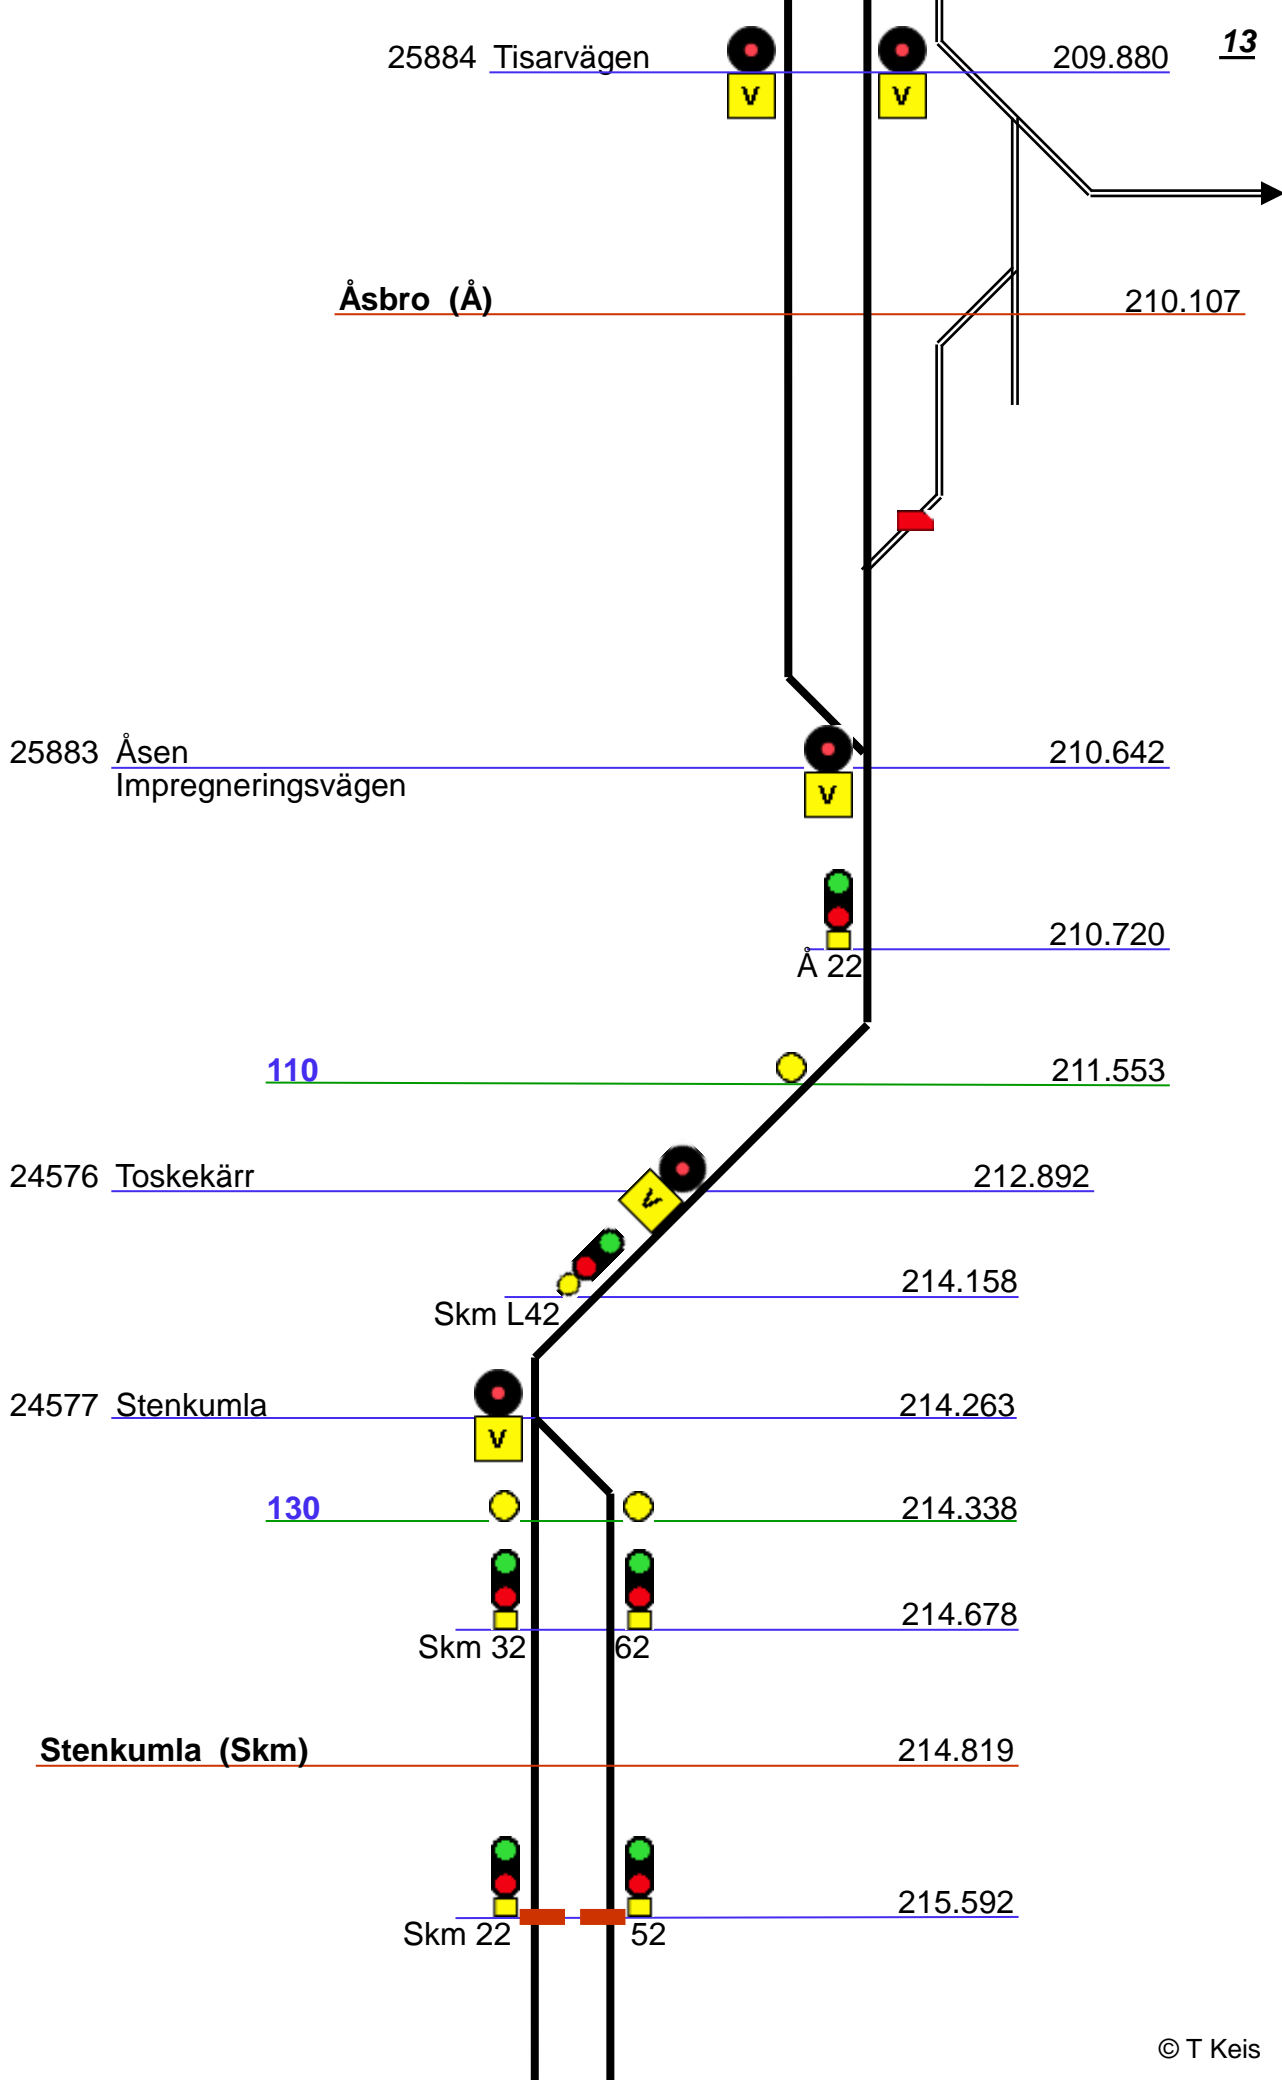 13
25884 Tisarvägen 209.880
V V
Åsbro (Å) 210.107
25883 Åsen 210.642
Impregneringsvägen
V
210.720
Å 22
110 211.553
24576 Toskekärr 212.892
V
214.158
Skm L42
24577 Stenkumla 214.263
V
130 214.338
214.678
Skm 32 62
Stenkumla (Skm) 214.819
215.592
Skm 22 52
© T Keis